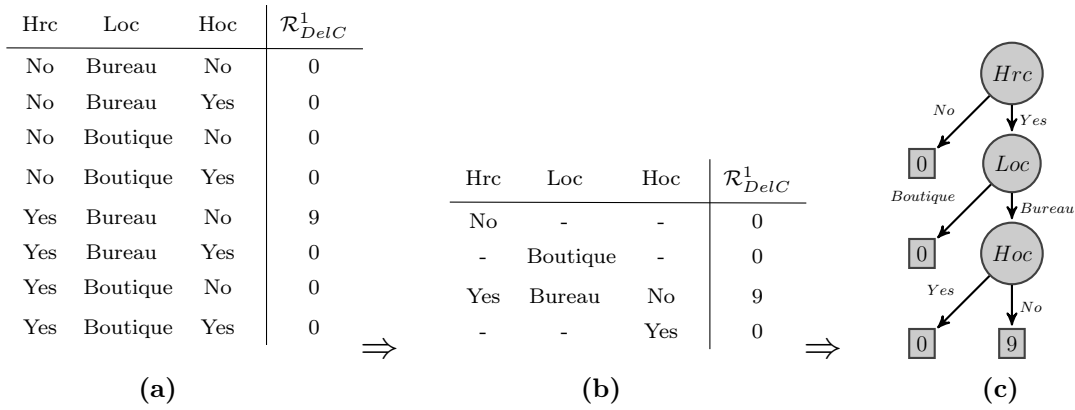 Hrc Loc Hoc R¹_DelC
No Bureau No 0
No Bureau Yes 0
No Boutique No 0
No Boutique Yes 0
Yes Bureau No 9
Yes Bureau Yes 0
Yes Boutique No 0
Yes Boutique Yes 0
(a)
⇒
Hrc Loc Hoc R¹_DelC
No - - 0
- Boutique - 0
Yes Bureau No 9
- - Yes 0
(b)
⇒
Hrc
No Yes
0 Loc
Boutique Bureau
0 Hoc
Yes No
0 9
(c)